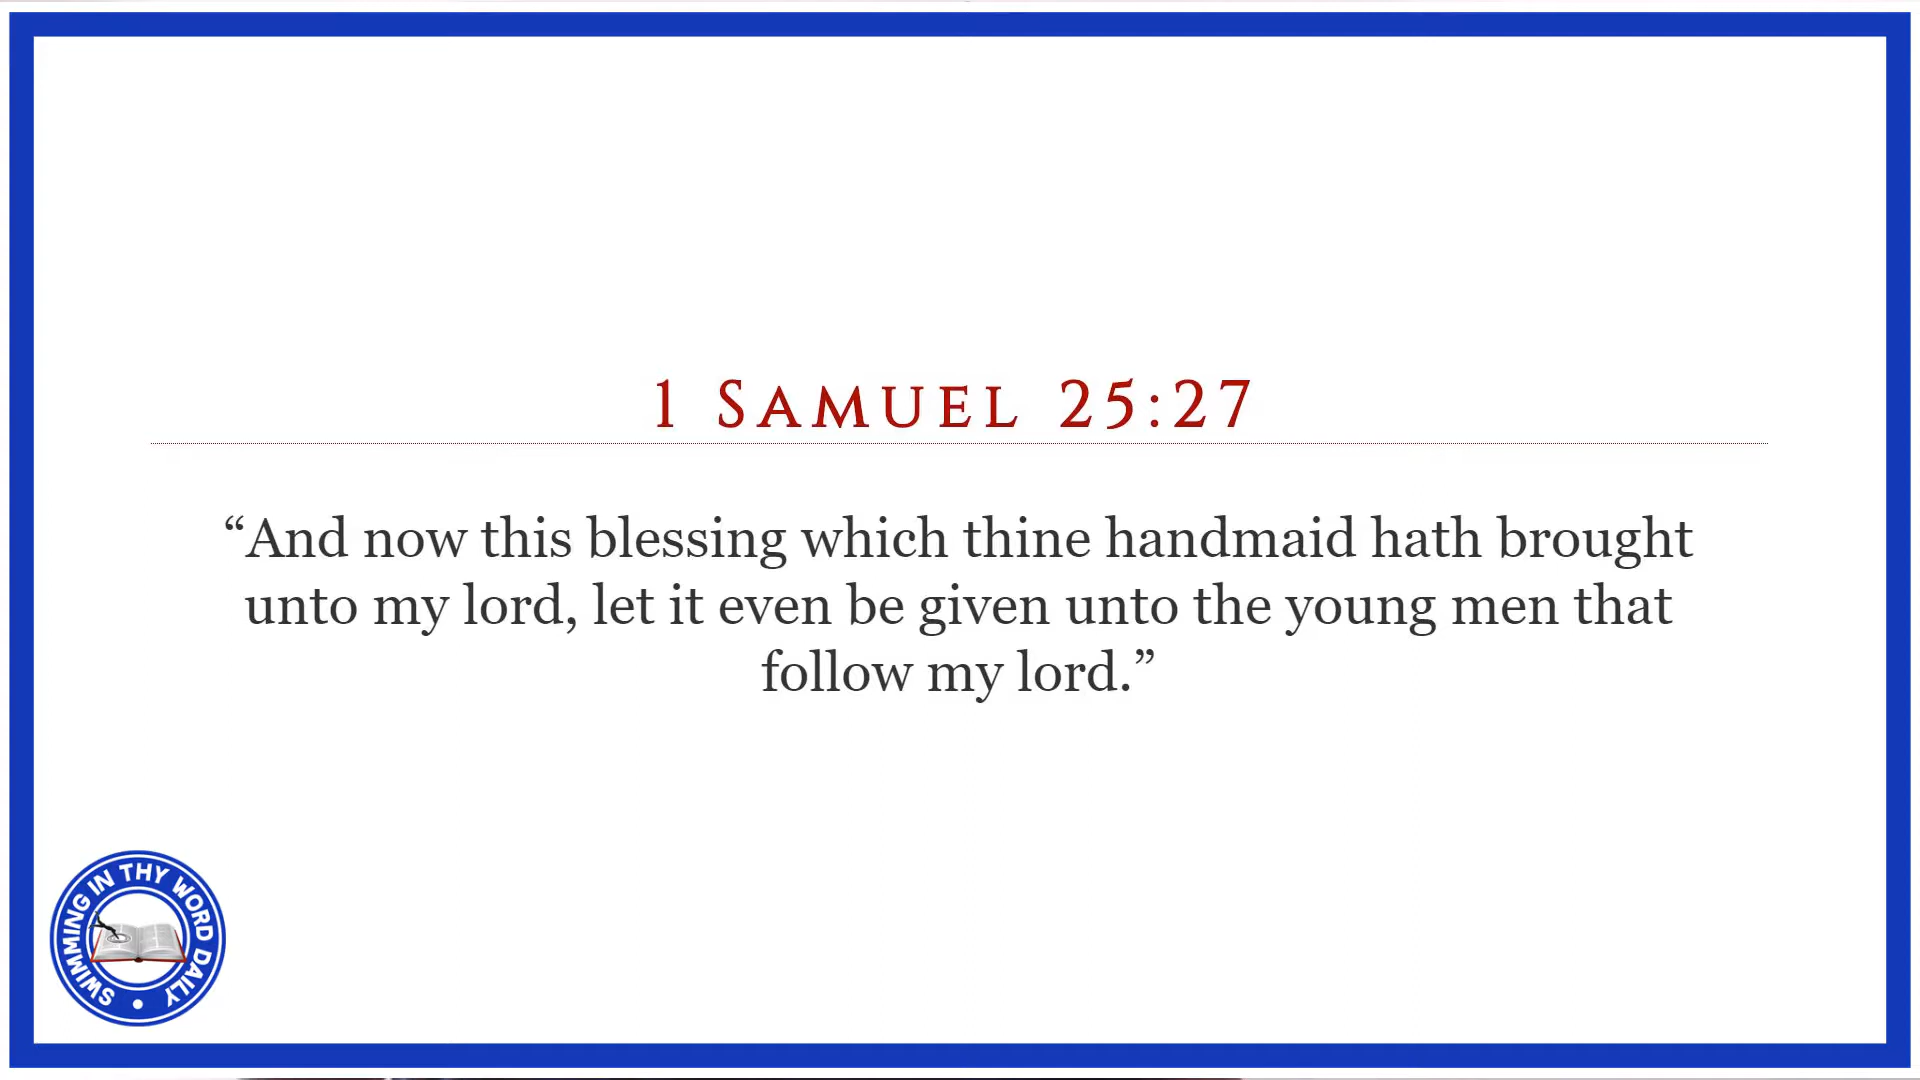 1 Samuel 25:27
“And now this blessing which thine handmaid hath brought
unto my lord, let it even be given unto the young men that
follow my lord.”
SWIMMING IN THY WORD DAILY •